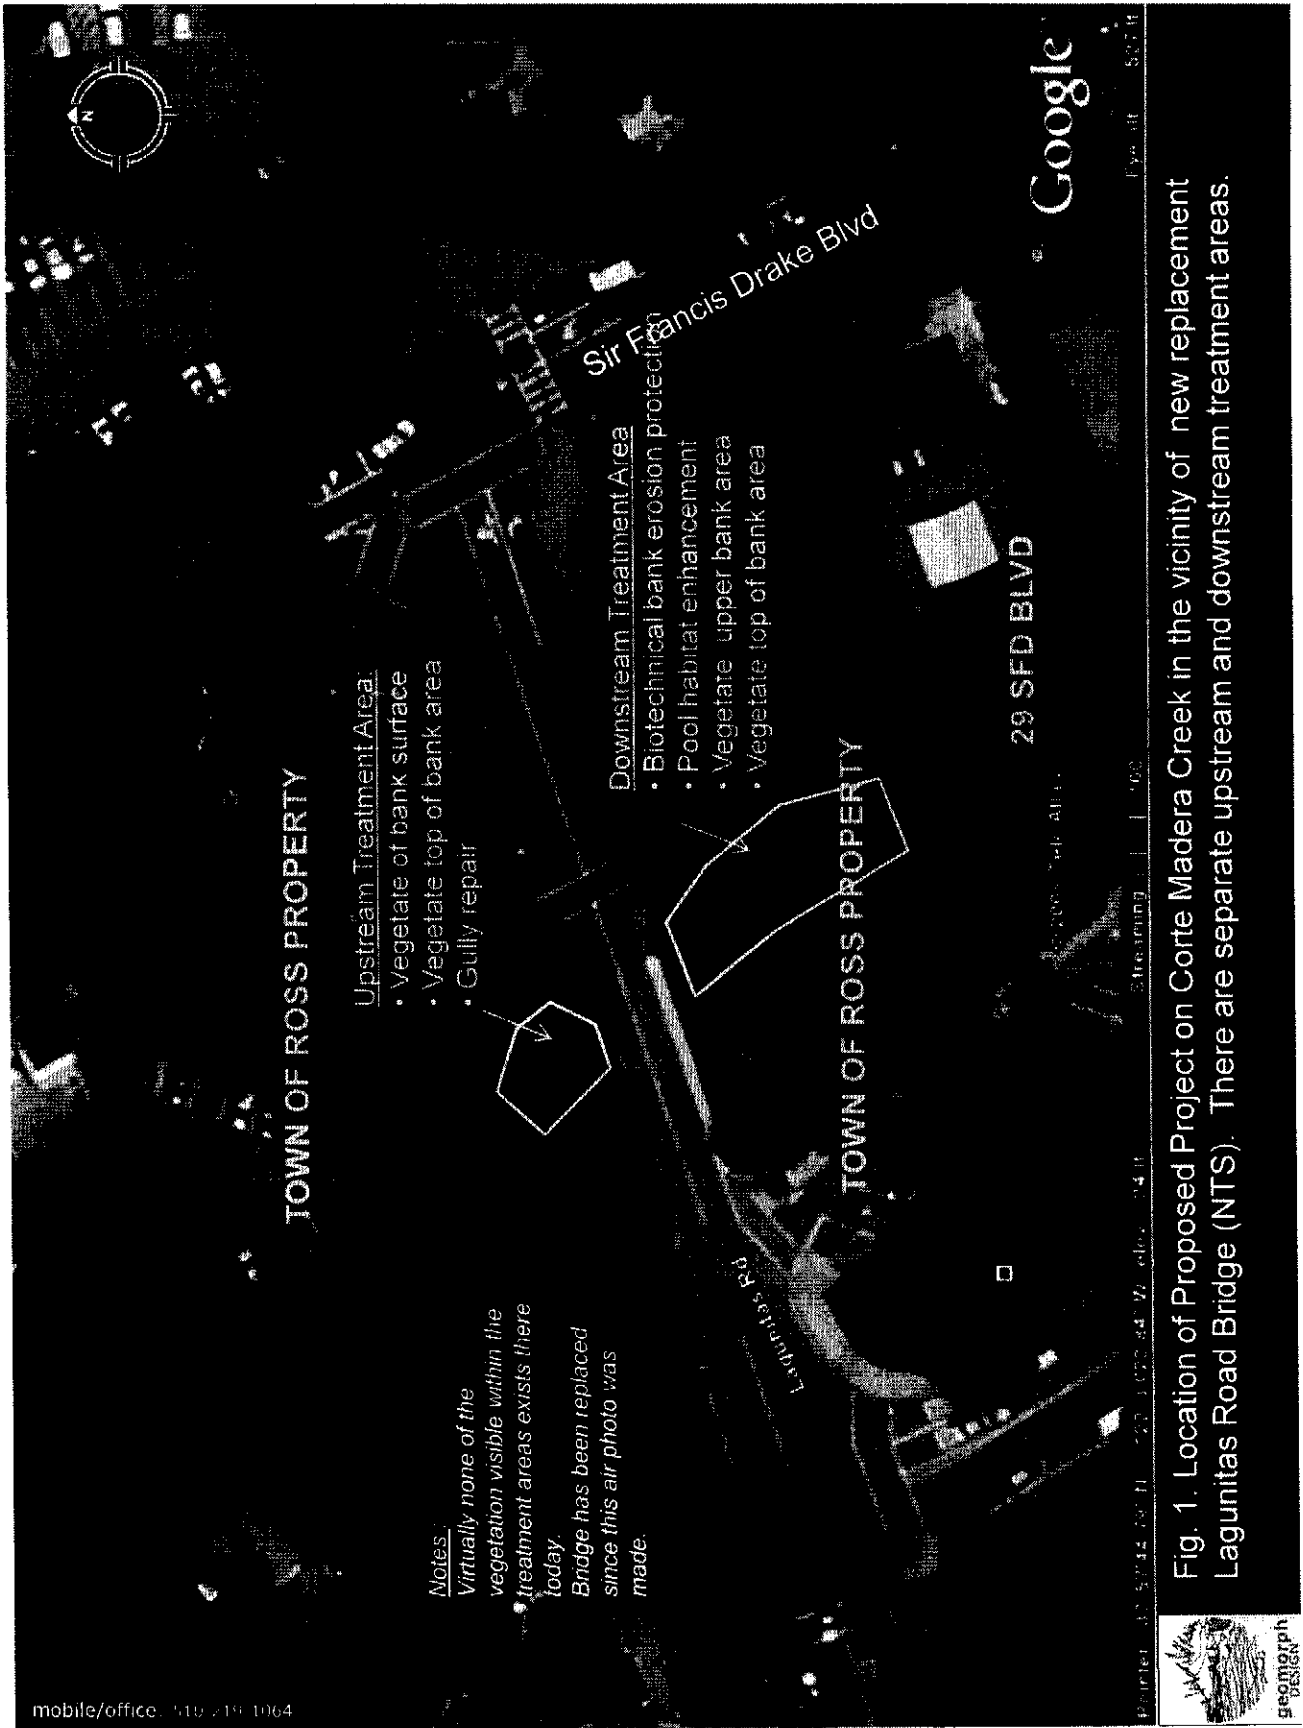 mobile/office:
N
TOWN OF ROSS PROPERTY
Upstream Treatment Area:
• Vegetate of bank surface
• Vegetate top of bank area
• Gully repair
Notes:
Virtually none of the
vegetation visible within the
treatment areas exists there
today.
Bridge has been replaced
since this air photo was
made.
Sir Francis Drake Blvd
Downstream Treatment Area
• Biotechnical bank erosion protection
• Pool habitat enhancement
• Vegetate upper bank area
• Vegetate top of bank area
Lagunitas Rd
TOWN OF ROSS PROPERTY
29 SFD BLVD
Google
Pointer
Streaming
Eye alt
Fig. 1. Location of Proposed Project on Corte Madera Creek in the vicinity of new replacement
Lagunitas Road Bridge (NTS). There are separate upstream and downstream treatment areas.
geomorph
DESIGN